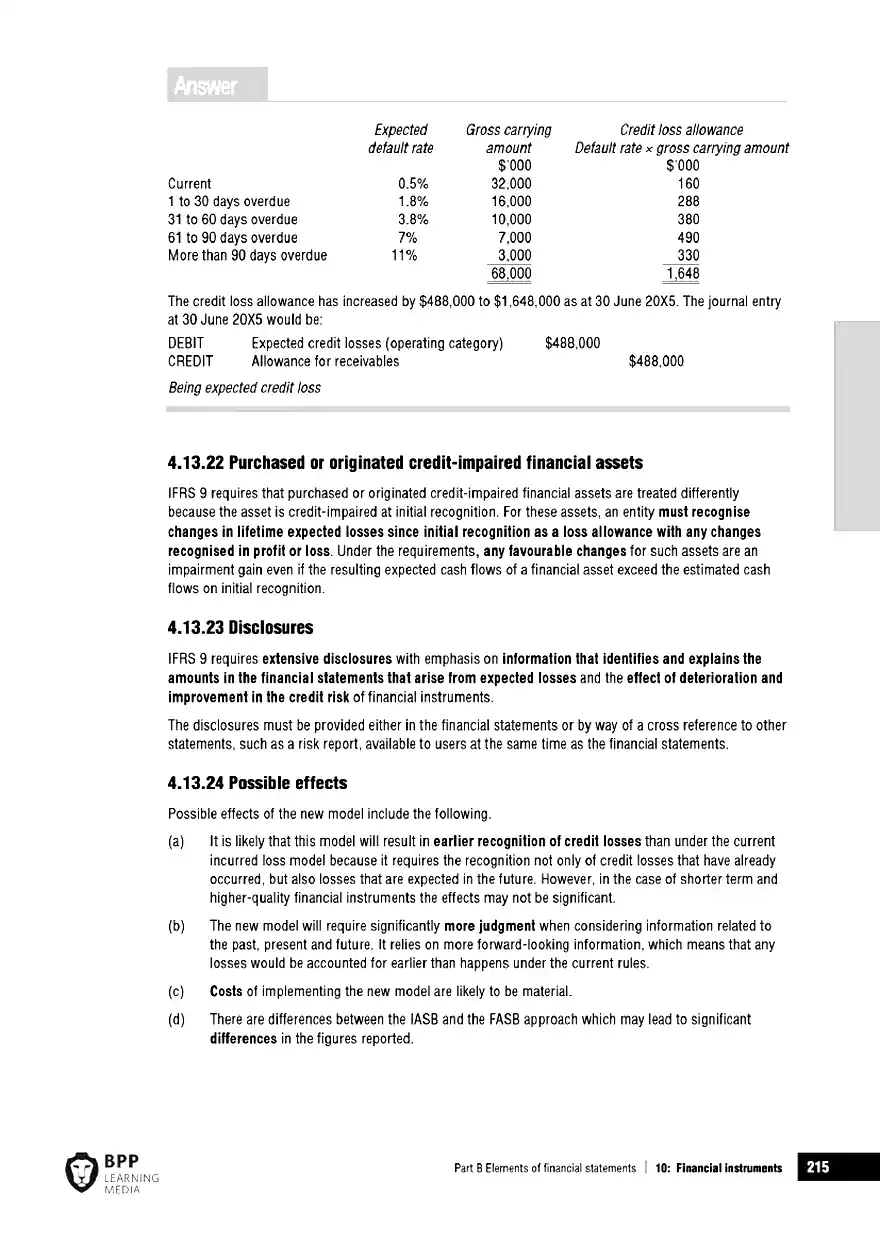 Answer
Expected Gross carrying Credit loss allowance
default rate amount Default rate × gross carrying amount
$'000 $'000
Current 0.5% 32,000 160
1 to 30 days overdue 1.8% 16,000 288
31 to 60 days overdue 3.8% 10,000 380
61 to 90 days overdue 7% 7,000 490
More than 90 days overdue 11% 3,000 330
68,000 1,648
The credit loss allowance has increased by $488,000 to $1,648,000 as at 30 June 20X5. The journal entry
at 30 June 20X5 would be:
DEBIT Expected credit losses (operating category) $488,000
CREDIT Allowance for receivables $488,000
Being expected credit loss
4.13.22 Purchased or originated credit-impaired financial assets
IFRS 9 requires that purchased or originated credit-impaired financial assets are treated differently
because the asset is credit-impaired at initial recognition. For these assets, an entity must recognise
changes in lifetime expected losses since initial recognition as a loss allowance with any changes
recognised in profit or loss. Under the requirements, any favourable changes for such assets are an
impairment gain even if the resulting expected cash flows of a financial asset exceed the estimated cash
flows on initial recognition.
4.13.23 Disclosures
IFRS 9 requires extensive disclosures with emphasis on information that identifies and explains the
amounts in the financial statements that arise from expected losses and the effect of deterioration and
improvement in the credit risk of financial instruments.
The disclosures must be provided either in the financial statements or by way of a cross reference to other
statements, such as a risk report, available to users at the same time as the financial statements.
4.13.24 Possible effects
Possible effects of the new model include the following.
(a) It is likely that this model will result in earlier recognition of credit losses than under the current
incurred loss model because it requires the recognition not only of credit losses that have already
occurred, but also losses that are expected in the future. However, in the case of shorter term and
higher-quality financial instruments the effects may not be significant.
(b) The new model will require significantly more judgment when considering information related to
the past, present and future. It relies on more forward-looking information, which means that any
losses would be accounted for earlier than happens under the current rules.
(c) Costs of implementing the new model are likely to be material.
(d) There are differences between the IASB and the FASB approach which may lead to significant
differences in the figures reported.
BPP
LEARNING
MEDIA
Part B Elements of financial statements | 10: Financial instruments 215